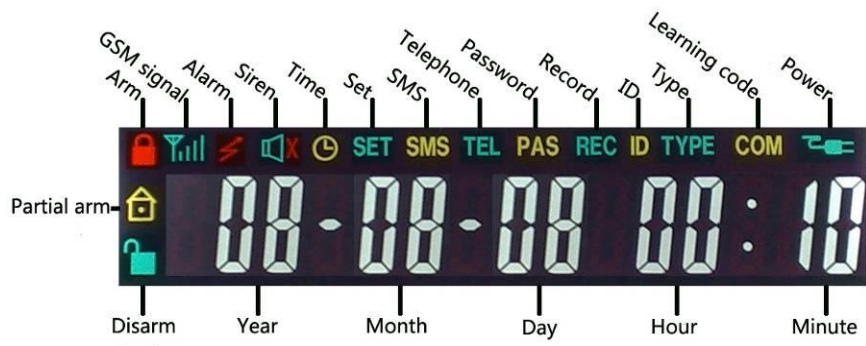 Arm
GSM signal
Alarm
Siren
Time
Set
SMS
Telephone
Password
Record
ID
Type
Learning code
Power
SET SMS TEL PAS REC ID TYPE COM
Partial arm
08-08-08 00:10
Disarm Year Month Day Hour Minute